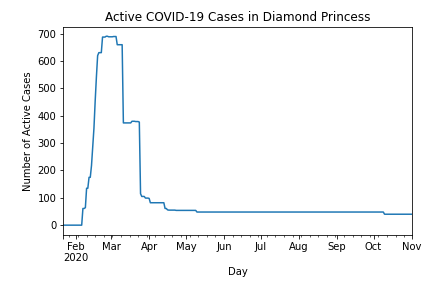 Active COVID-19 Cases in Diamond Princess
Number of Active Cases
700
600
500
400
300
200
100
0
Feb Mar Apr May Jun Jul Aug Sep Oct Nov
2020
Day